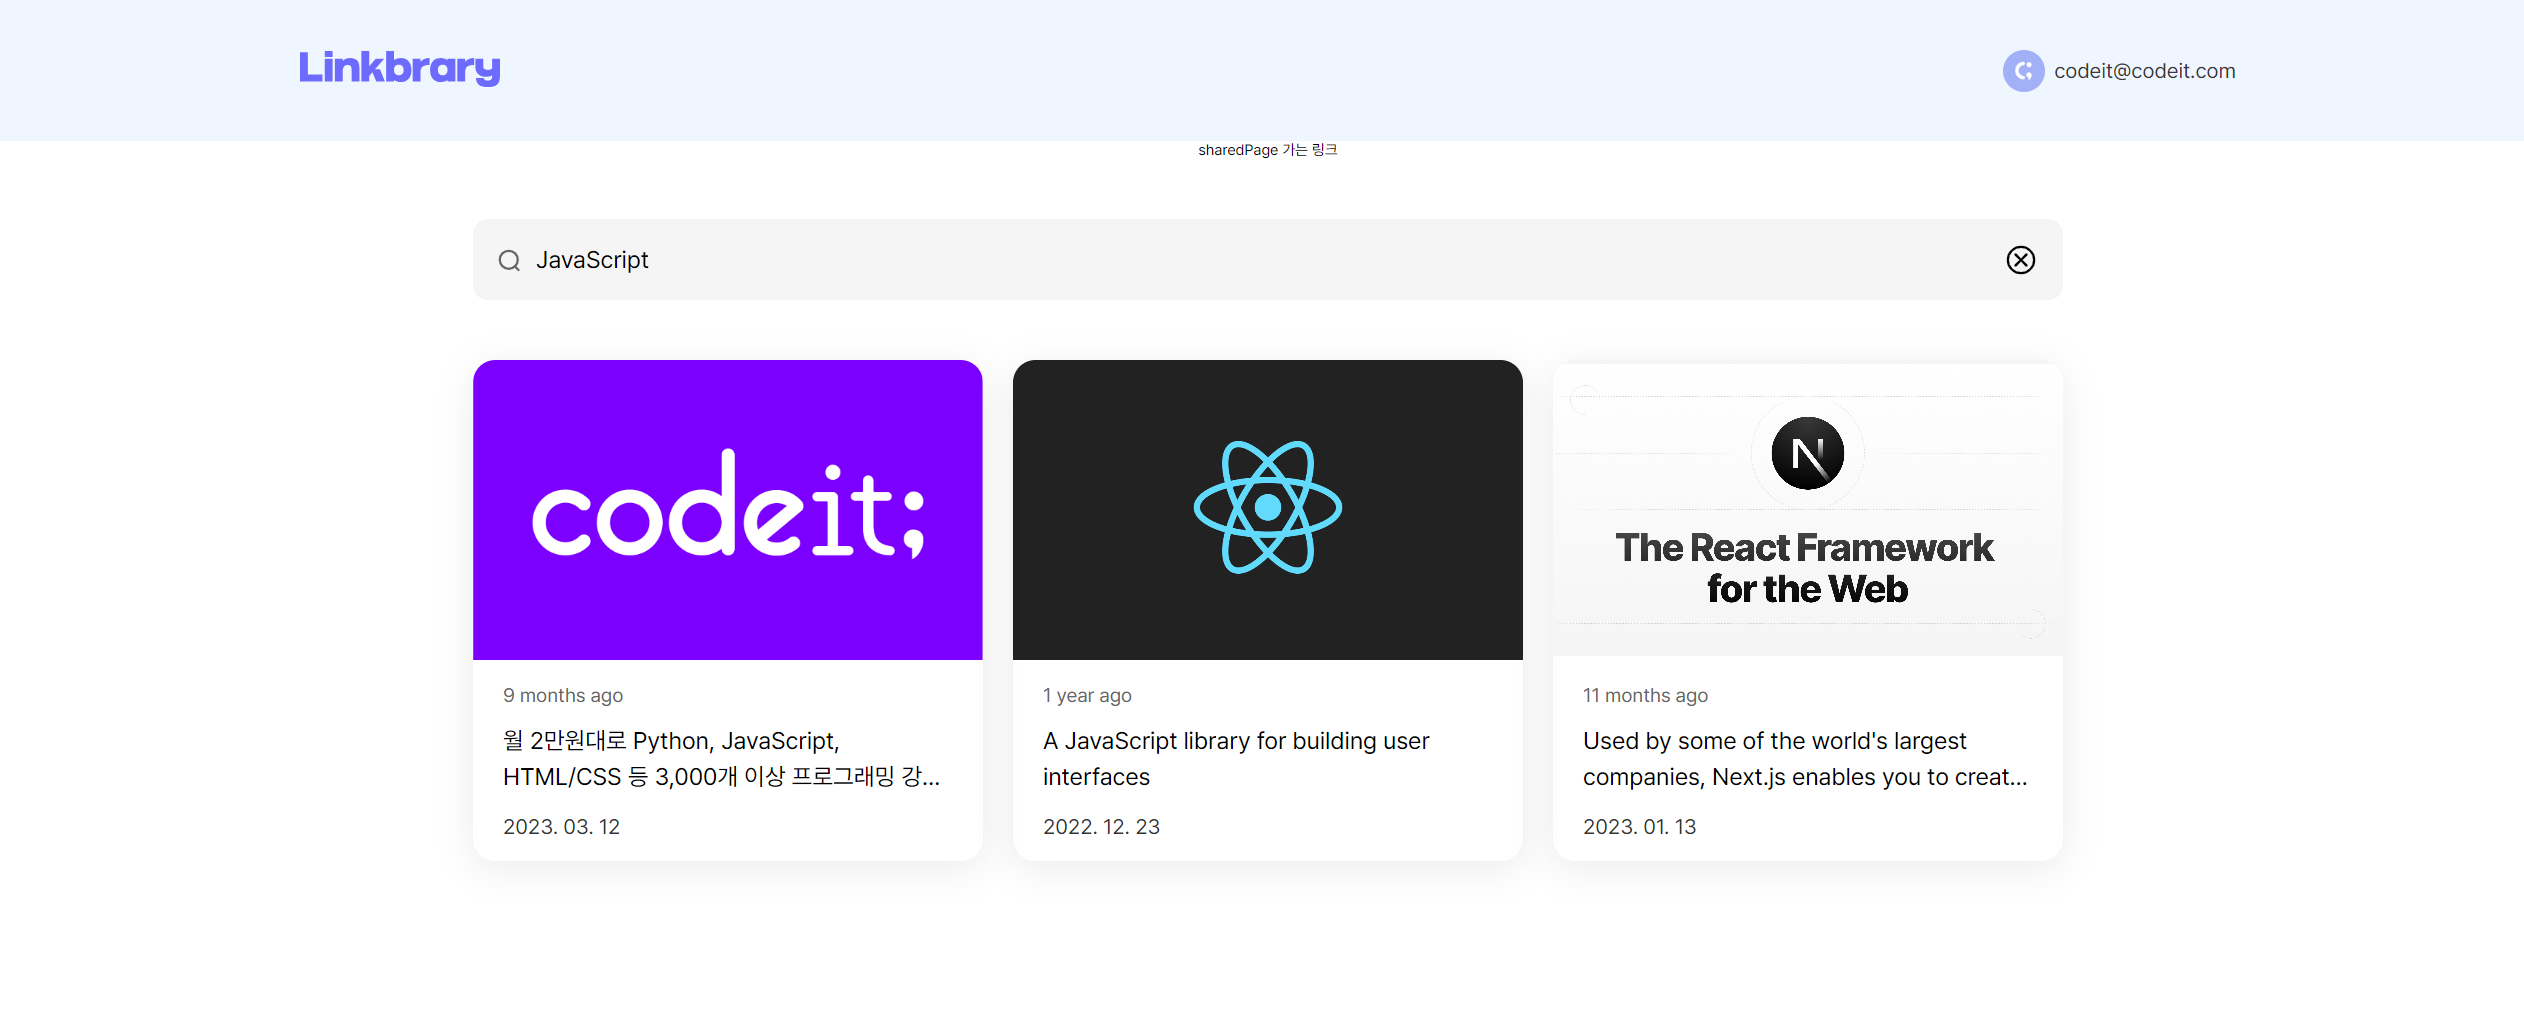 Linkbrary
codeit@codeit.com
sharedPage 가는 링크
JavaScript
codeit;
9 months ago
월 2만원대로 Python, JavaScript,
HTML/CSS 등 3,000개 이상 프로그래밍 강...
2023. 03. 12
1 year ago
A JavaScript library for building user
interfaces
2022. 12. 23
N
The React Framework
for the Web
11 months ago
Used by some of the world's largest
companies, Next.js enables you to creat...
2023. 01. 13